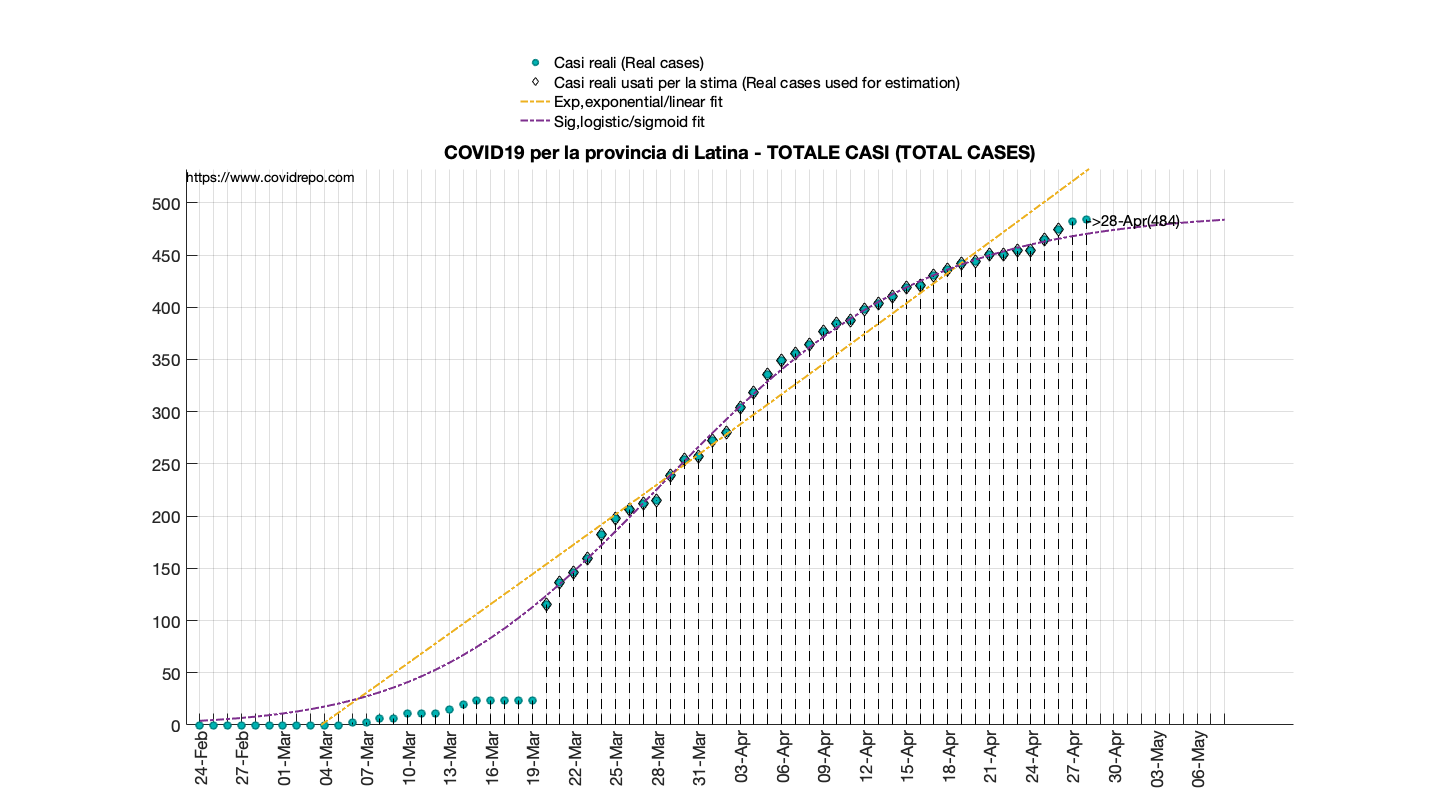 Casi reali (Real cases)
Casi reali usati per la stima (Real cases used for estimation)
Exp,exponential/linear fit
Sig,logistic/sigmoid fit
COVID19 per la provincia di Latina - TOTALE CASI (TOTAL CASES)
https://www.covidrepo.com
500
450
400
350
300
250
200
150
100
50
0
>28-Apr(484)
24-Feb
27-Feb
01-Mar
04-Mar
07-Mar
10-Mar
13-Mar
16-Mar
19-Mar
22-Mar
25-Mar
28-Mar
31-Mar
03-Apr
06-Apr
09-Apr
12-Apr
15-Apr
18-Apr
21-Apr
24-Apr
27-Apr
30-Apr
03-May
06-May